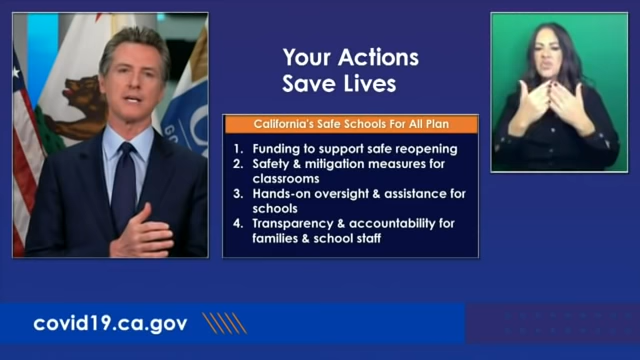 Your Actions
Save Lives
California's Safe Schools For All Plan
1. Funding to support safe reopening
2. Safety & mitigation measures for
classrooms
3. Hands-on oversight & assistance for
schools
4. Transparency & accountability for
families & school staff
covid19.ca.gov